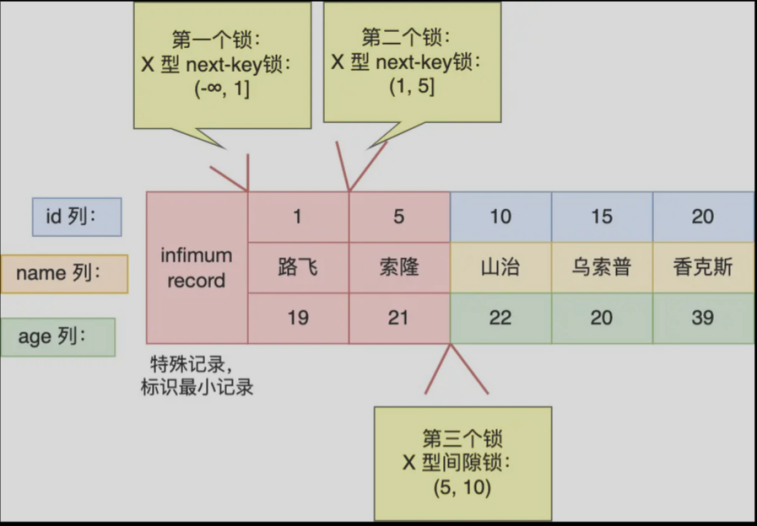 第一个锁：
X 型 next-key锁：
(-∞, 1]
第二个锁：
X 型 next-key锁：
(1, 5]
id 列：
1
5
10
15
20
infimum
record
name 列：
路飞
索隆
山治
乌索普
香克斯
age 列：
19
21
22
20
39
特殊记录，
标识最小记录
第三个锁
X 型间隙锁：
(5, 10)